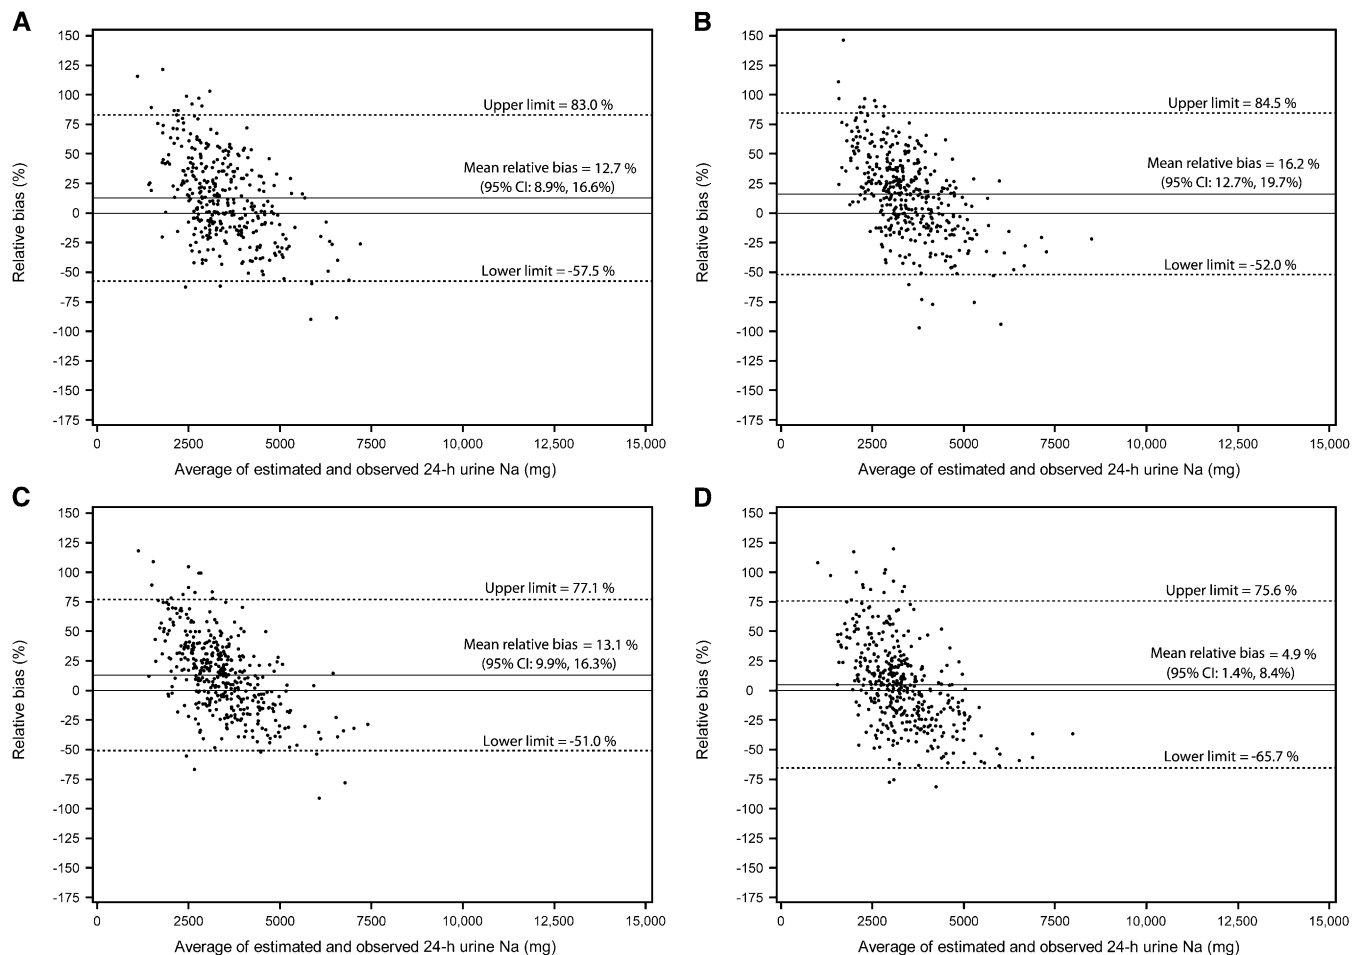 A
150
125
100
75
50
25
0
-25
-50
-75
-100
-125
-150
-175
Relative bias (%)
Upper limit = 83.0 %
Mean relative bias = 12.7 %
(95% CI: 8.9%, 16.6%)
Lower limit = -57.5 %
0 2500 5000 7500 10,000 12,500 15,000
Average of estimated and observed 24-h urine Na (mg)
B
150
125
100
75
50
25
0
-25
-50
-75
-100
-125
-150
-175
Relative bias (%)
Upper limit = 84.5 %
Mean relative bias = 16.2 %
(95% CI: 12.7%, 19.7%)
Lower limit = -52.0 %
0 2500 5000 7500 10,000 12,500 15,000
Average of estimated and observed 24-h urine Na (mg)
C
150
125
100
75
50
25
0
-25
-50
-75
-100
-125
-150
-175
Relative bias (%)
Upper limit = 77.1 %
Mean relative bias = 13.1 %
(95% CI: 9.9%, 16.3%)
Lower limit = -51.0 %
0 2500 5000 7500 10,000 12,500 15,000
Average of estimated and observed 24-h urine Na (mg)
D
150
125
100
75
50
25
0
-25
-50
-75
-100
-125
-150
-175
Relative bias (%)
Upper limit = 75.6 %
Mean relative bias = 4.9 %
(95% CI: 1.4%, 8.4%)
Lower limit = -65.7 %
0 2500 5000 7500 10,000 12,500 15,000
Average of estimated and observed 24-h urine Na (mg)